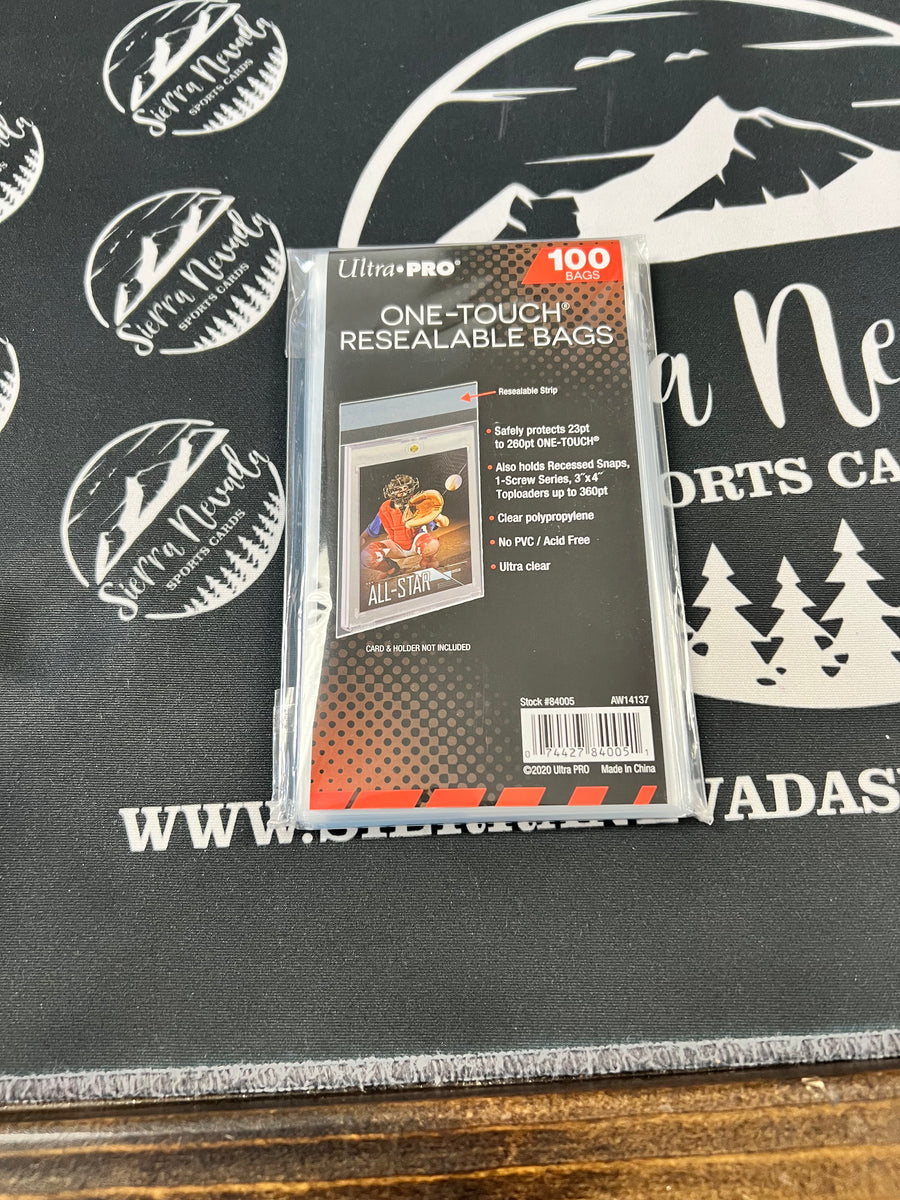 Sierra Nevada
SPORTS CARDS
Sierra Nevada
SPORTS CARDS
Sierra Nevada
SPORTS CARDS
Ultra•PRO®
100
BAGS
ONE-TOUCH®
RESEALABLE BAGS
Resealable Strip
• Safely protects 23pt
to 260pt ONE-TOUCH®
• Also holds Recessed Snaps,
1-Screw Series, 3"x4"
Toploaders up to 360pt
• Clear polypropylene
• No PVC / Acid Free
• Ultra clear
ALL-STAR
CARD & HOLDER NOT INCLUDED
Stock #84005 AW14137
0 74427 84005 1
©2020 Ultra PRO Made In China
a Ne
ORTS CA
WWW.SIERRANEVADAS